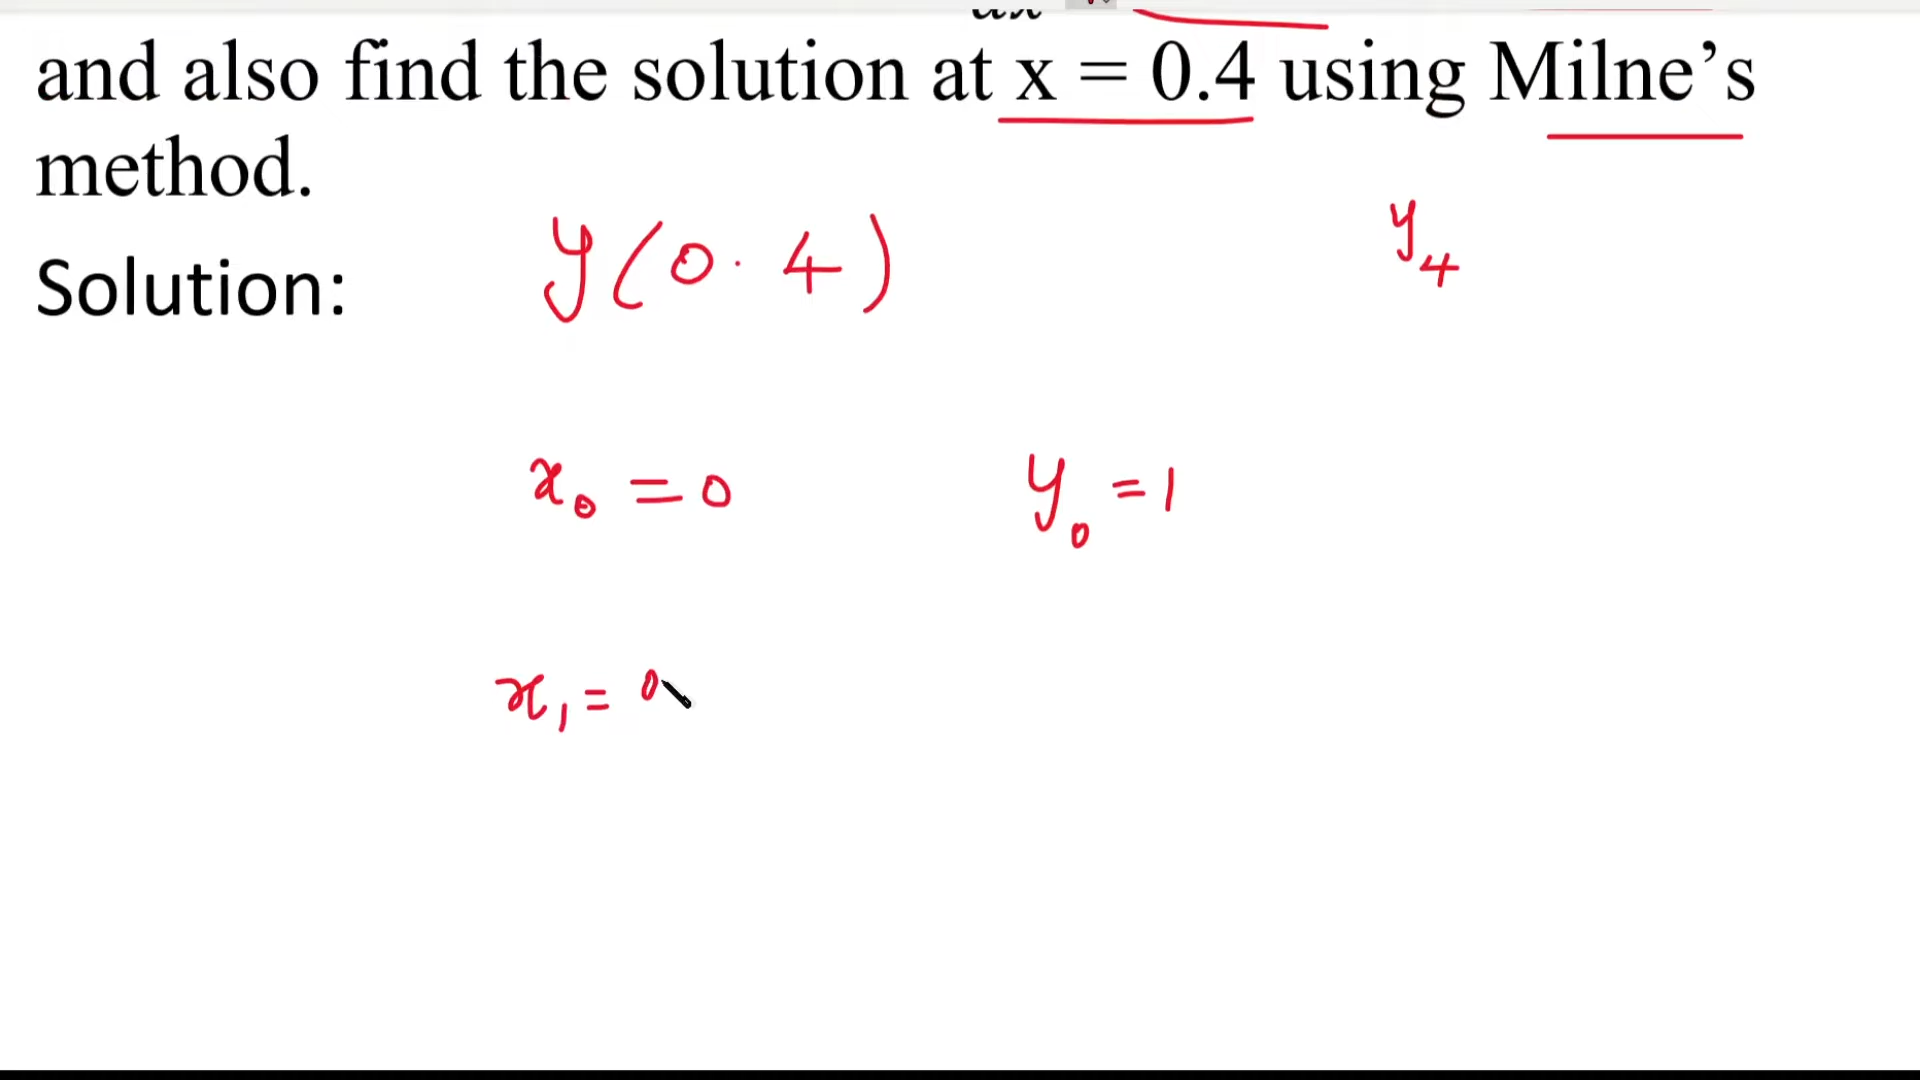 and also find the solution at x = 0.4 using Milne’s
method.
Solution:
y(0.4)
y₄
x₀ = 0
y₀ = 1
x₁ = 0